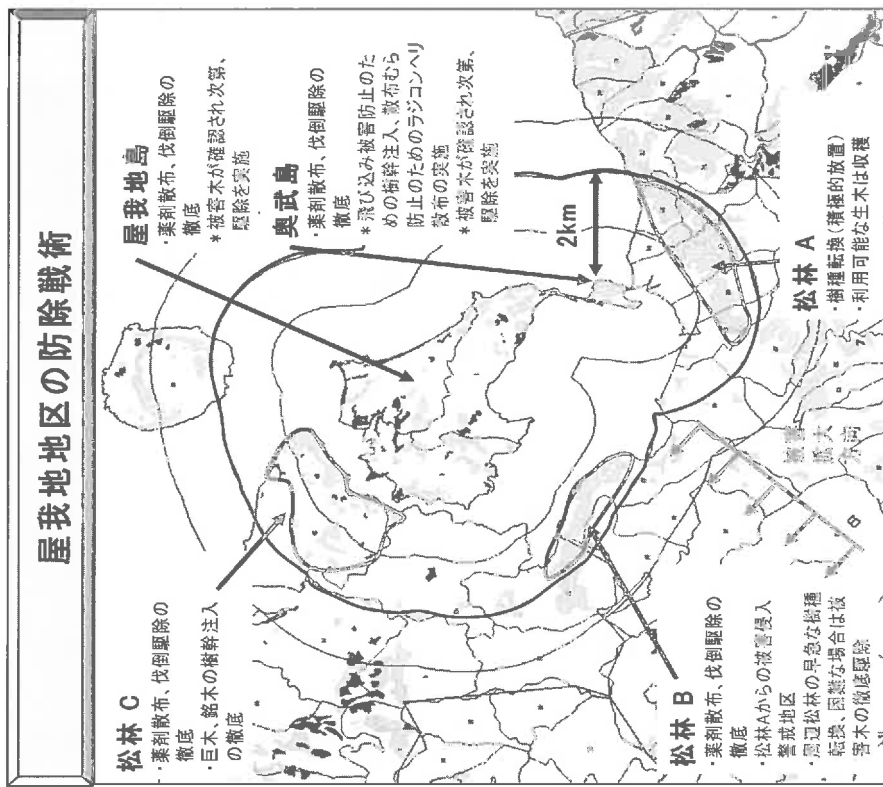 屋我地地区の防除戦術
松林 C
・薬剤散布、伐倒駆除の
徹底
・巨木、銘木の樹幹注入
の徹底
屋我地島
・薬剤散布、伐倒駆除の
徹底
*被害木が確認され次第、
駆除を実施
奥武島
・薬剤散布、伐倒駆除の
徹底
*飛び込み被害防止のた
めの樹幹注入、散布むら
防止のためのラジコンヘリ
散布の実施
*被害木が確認され次第、
駆除を実施
2km
松林 B
・薬剤散布、伐倒駆除の
徹底
・松林Aからの被害侵入
警戒地区
・周辺松林の早急な樹種
転換、困難な場合は被
害木の徹底駆除
松林 A
・樹種転換(積極的放置)
・利用可能な生木は収穫